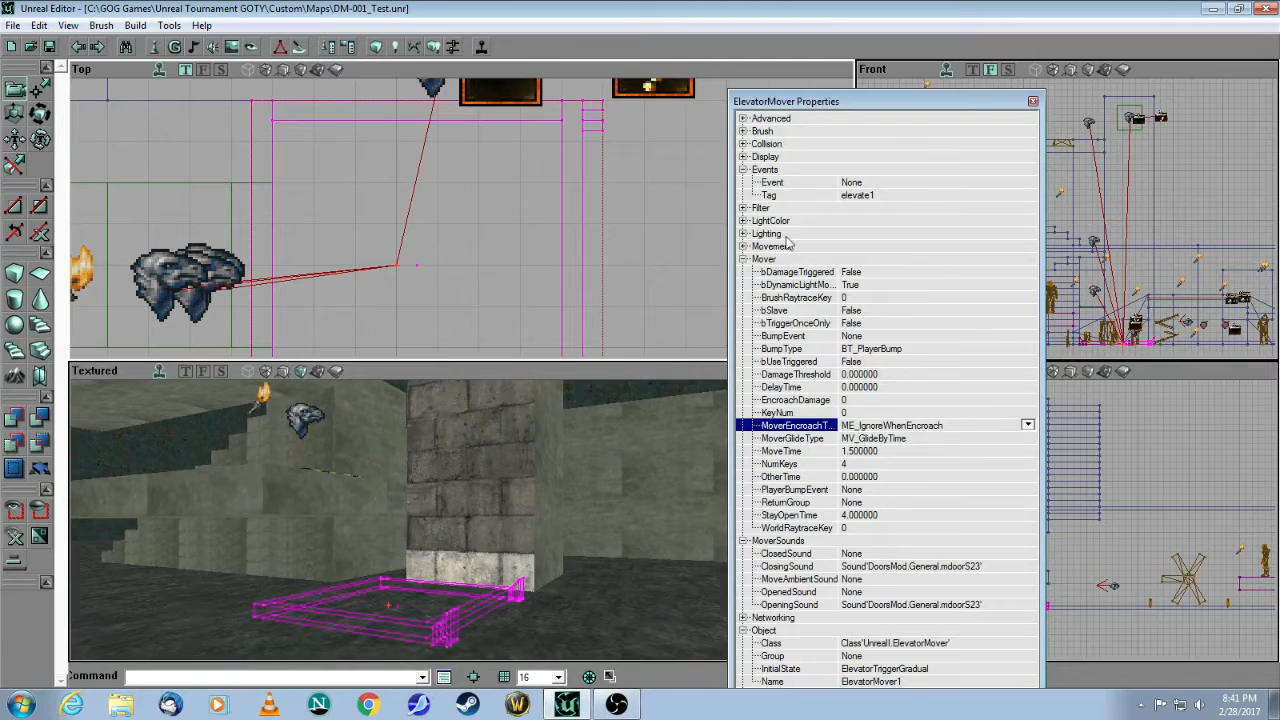 Unreal Editor - [C:\GOG Games\Unreal Tournament GOTY\Custom\Maps\DM-001_Test.unr]
File Edit View Brush Build Tools Help
Top T F S
Front T F S
ElevatorMover Properties
Advanced
Brush
Collision
Display
Events
Event None
Tag elevate1
Filter
LightColor
Lighting
Movement
Mover
bDamageTriggered False
bDynamicLightMo... True
BrushRaytraceKey 0
bSlave False
bTriggerOnceOnly False
BumpEvent None
BumpType BT_PlayerBump
bUseTriggered False
DamageThreshold 0.000000
DelayTime 0.000000
EncroachDamage 0
KeyNum 0
MoverEncroachT... ME_IgnoreWhenEncroach
MoverGlideType MV_GlideByTime
MoveTime 1.500000
NumKeys 4
OtherTime 0.000000
PlayerBumpEvent None
ReturnGroup None
StayOpenTime 4.000000
WorldRaytraceKey 0
MoverSounds
ClosedSound None
ClosingSound Sound'DoorsMod.General.mdoorS23'
MoveAmbientSound None
OpenedSound None
OpeningSound Sound'DoorsMod.General.mdoorS23'
Networking
Object
Class Class'UnrealI.ElevatorMover'
Group None
InitialState ElevatorTriggerGradual
Name ElevatorMover1
Textured T F S
Command 16
8:41 PM
2/28/2017